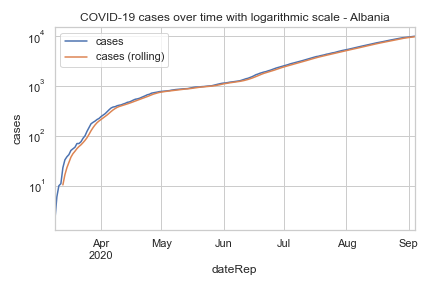 COVID-19 cases over time with logarithmic scale - Albania
cases
cases (rolling)
10⁴
10³
10²
10¹
cases
Apr
2020
May
Jun
Jul
Aug
Sep
dateRep